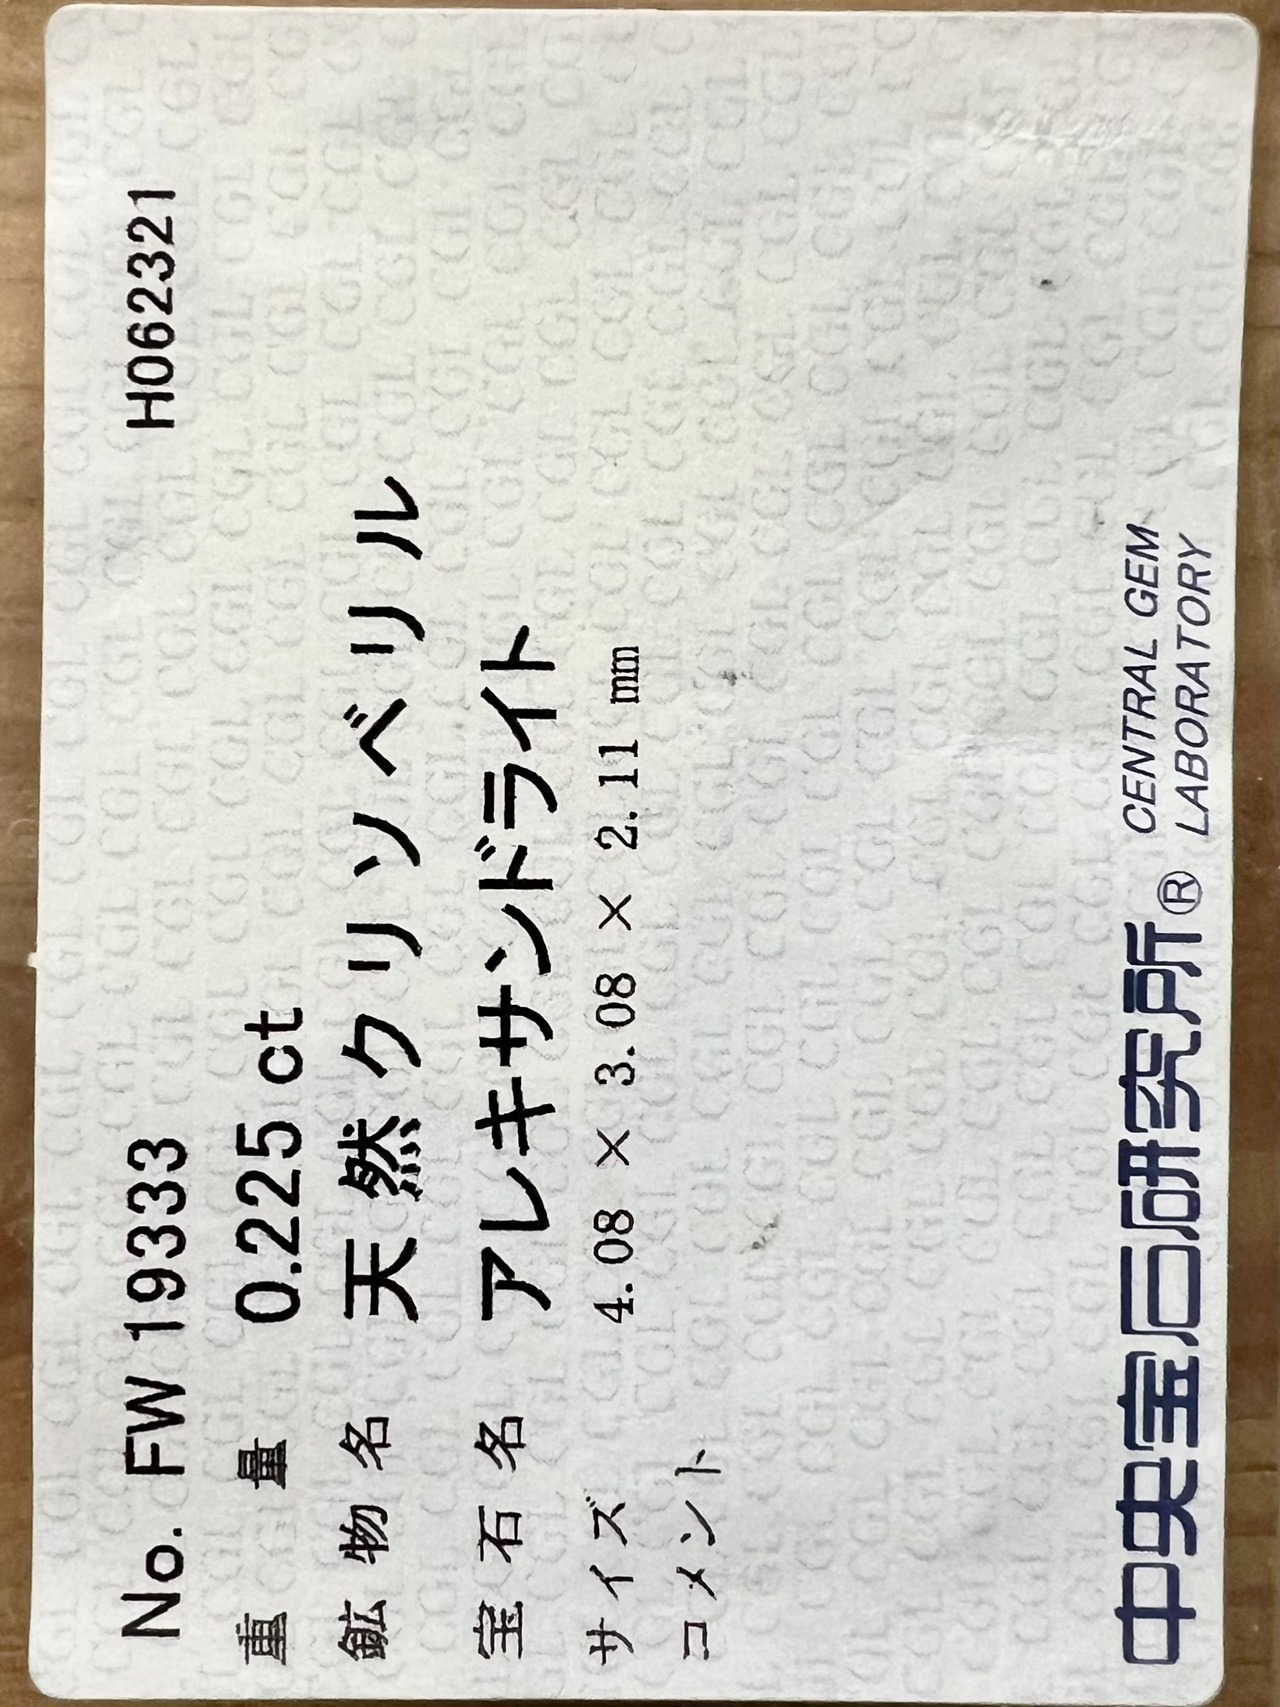 No. FW 19333 H062321
重量 0.225 ct
鉱物名 天然クリソベリル
宝石名 アレキサンドライト
サイズ 4.08 × 3.08 × 2.11 mm
コメント
中央宝石研究所® CENTRAL GEM
LABORATORY